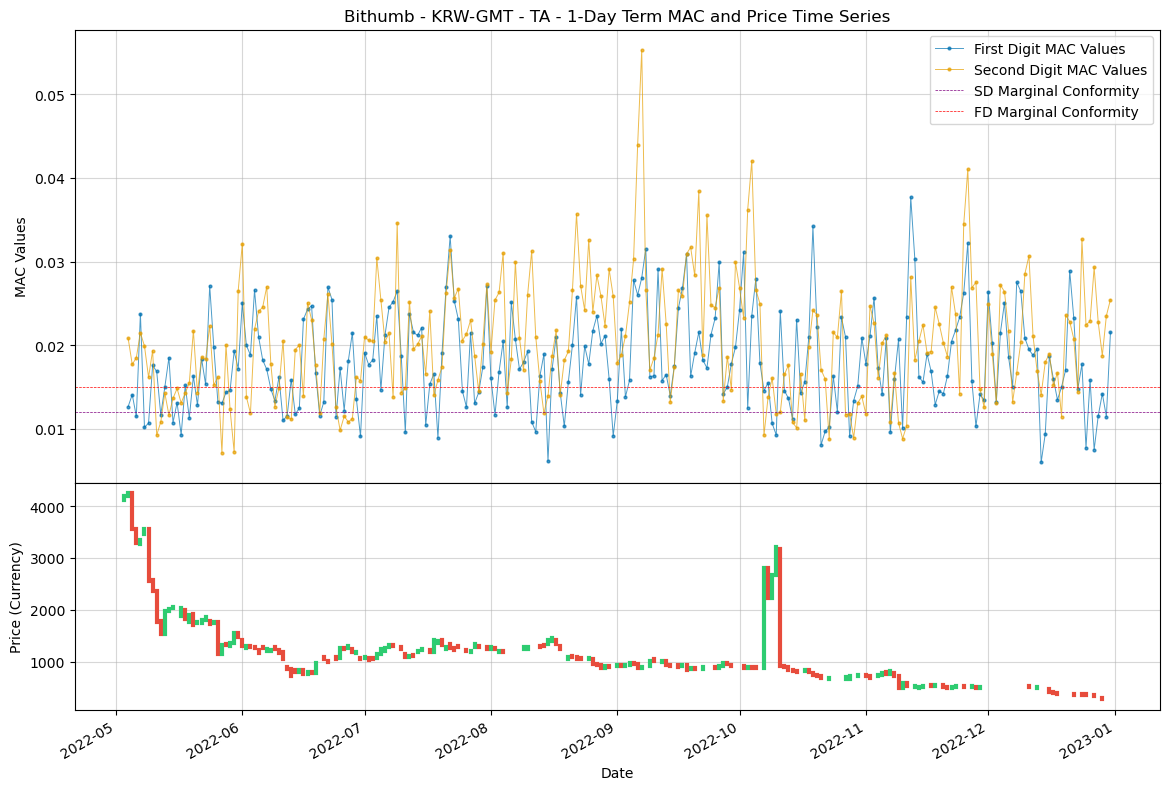 Bithumb - KRW-GMT - TA - 1-Day Term MAC and Price Time Series
First Digit MAC Values
Second Digit MAC Values
SD Marginal Conformity
FD Marginal Conformity
MAC Values
0.05
0.04
0.03
0.02
0.01
Price (Currency)
4000
3000
2000
1000
2022-05
2022-06
2022-07
2022-08
2022-09
2022-10
2022-11
2022-12
2023-01
Date